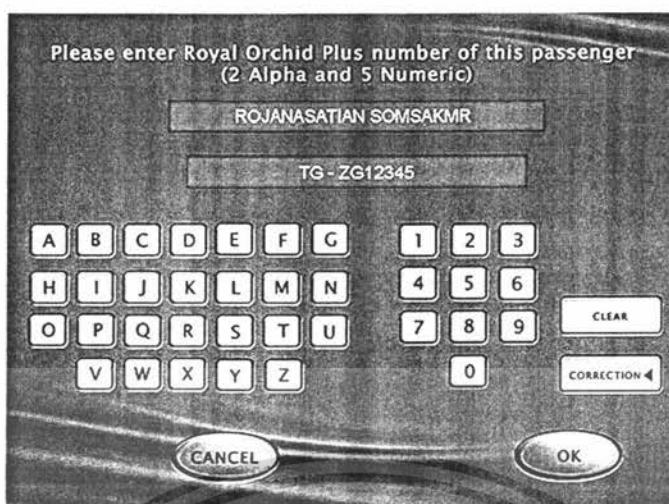 Please enter Royal Orchid Plus number of this passenger
(2 Alpha and 5 Numeric)
ROJANASATIAN SOMSAKMR
TG - ZG12345
A B C D E F G 1 2 3
H I J K L M N 4 5 6
O P Q R S T U 7 8 9
CLEAR
V W X Y Z 0
CORRECTION
CANCEL OK